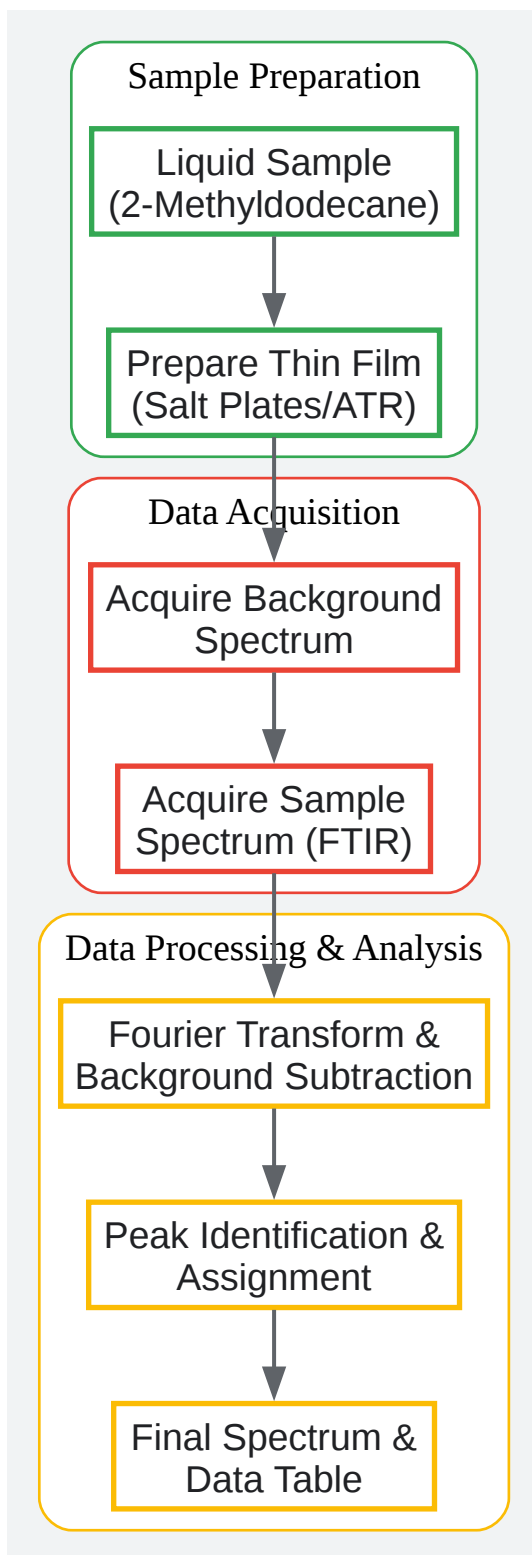 Sample Preparation
Liquid Sample
(2-Methyldodecane)
Prepare Thin Film
(Salt Plates/ATR)
Data Acquisition
Acquire Background
Spectrum
Acquire Sample
Spectrum (FTIR)
Data Processing & Analysis
Fourier Transform &
Background Subtraction
Peak Identification &
Assignment
Final Spectrum &
Data Table